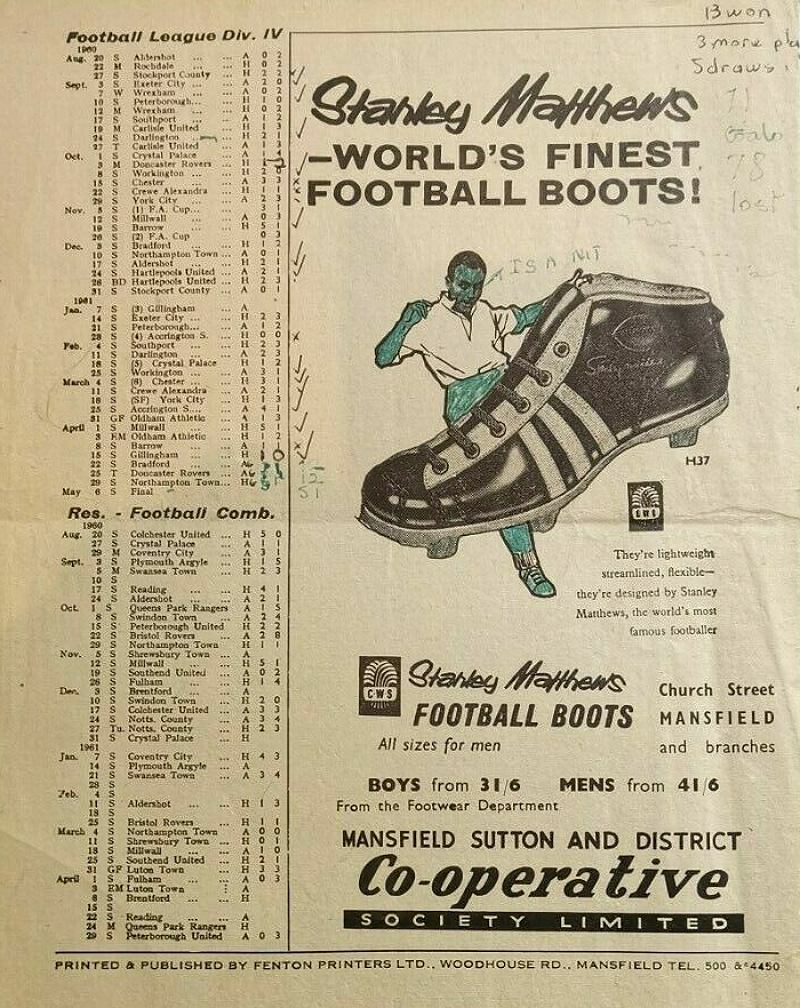 13 won
3 more
5 draws
Football League Div. IV
1960
Aug. 20 S Aldershot ... ... A 0 2
22 M Rochdale ... ... H 0 2
27 S Stockport County ... H 2 2
Sept. 3 S Exeter City ... ... A 2 0
7 W Wrexham ... ... A 0 2
10 S Peterborough... ... H 1 0
12 M Wrexham ... ... H 0 2
17 S Southport ... ... A 1 2
19 M Carlisle United ... H 1 3
24 S Darlington ... H 2 1
27 T Carlisle United ... A 1 3
Oct. 1 S Crystal Palace ... A 1 4
3 M Doncaster Rovers ... H
8 S Workington ... ... H 2 0
15 S Chester ... ... A 3 3
22 S Crewe Alexandra ... H 1 1
29 S York City ... ... A 2 3
Nov. 5 S (1) F.A. Cup... ... 3 1
12 S Millwall ... ... A 0 3
19 S Barrow ... ... H 5 1
26 S (2) F.A. Cup 0 3
Dec. 3 S Bradford ... ... H 1 2
10 S Northampton Town ... A 0 1
17 S Aldershot ... ... H 2 1
24 S Hartlepools United ... A 2 1
26 BD Hartlepools United ... H 2 3
31 S Stockport County ... A 0 1
1961
Jan. 7 S (3) Gillingham ... A
14 S Exeter City ... ... H 2 3
21 S Peterborough... ... A 1 2
28 S (4) Accrington S. ... H 0 0
Feb. 4 S Southport ... ... H 2 3
11 S Darlington ... ... A 2 3
18 S (5) Crystal Palace ... H 1 2
25 S Workington ... ... A 3 1
March 4 S (6) Chester ... ... H 3 1
11 S Crewe Alexandra ... A 2 1
18 S (SF) York City ... H 1 3
25 S Accrington S.... ... A 4 1
31 GF Oldham Athletic ... A 1 3
April 1 S Millwall ... ... H 5 1
3 EM Oldham Athletic ... H 1 2
8 S Barrow ... ... A 1 1
15 S Gillingham ... ... H 1 0
22 S Bradford ... ... A
25 T Doncaster Rovers ... A
29 S Northampton Town... H
May 6 S Final
Res. - Football Comb.
1960
Aug. 20 S Colchester United ... H 5 0
27 S Crystal Palace ... A 1 1
29 M Coventry City ... A 3 1
Sept. 3 S Plymouth Argyle ... H 1 5
5 M Swansea Town ... H 2 3
10 S
17 S Reading ... ... H 4 1
24 S Aldershot ... ... A 2 1
Oct. 1 S Queens Park Rangers A 1 5
8 S Swindon Town ... A 2 4
15 S Peterborough United H 2 2
22 S Bristol Rovers ... A 2 8
29 S Northampton Town H 1 1
Nov. 5 S Shrewsbury Town ... A
12 S Millwall ... ... H 5 1
19 S Southend United ... A 0 2
26 S Fulham ... ... H 1 4
Dec. 3 S Brentford ... ... A
10 S Swindon Town ... H 2 0
17 S Colchester United ... A 3 3
24 S Notts. County ... A 3 4
27 Tu. Notts. County ... H 2 3
31 S Crystal Palace ... H
1961
Jan. 7 S Coventry City ... H 4 3
14 S Plymouth Argyle ... A
21 S Swansea Town ... A 3 4
28 S
Feb. 4 S
11 S Aldershot ... ... H 1 3
18 S
25 S Bristol Rovers ... H 1 1
March 4 S Northampton Town A 0 0
11 S Shrewsbury Town ... H 0 1
18 S Millwall ... ... A 1 0
25 S Southend United ... H 2 1
31 GF Luton Town ... H 3 3
April 1 S Fulham ... ... A 0 3
3 EM Luton Town A
8 S Brentford ... ... H
15 S
22 S Reading ... ... A
24 M Queens Park Rangers H
29 S Peterborough United A 0 3
Stanley Matthews
—WORLD'S FINEST
FOOTBALL BOOTS!
IS A NIT
H37
CWS
They're lightweight
streamlined, flexible—
they're designed by Stanley
Matthews, the world's most
famous footballer
CWS
Stanley Matthews
FOOTBALL BOOTS
All sizes for men
Church Street
MANSFIELD
and branches
BOYS from 31/6 MENS from 41/6
From the Footwear Department
MANSFIELD SUTTON AND DISTRICT
Co-operative
SOCIETY LIMITED
PRINTED & PUBLISHED BY FENTON PRINTERS LTD., WOODHOUSE RD., MANSFIELD TEL. 500 & 4450